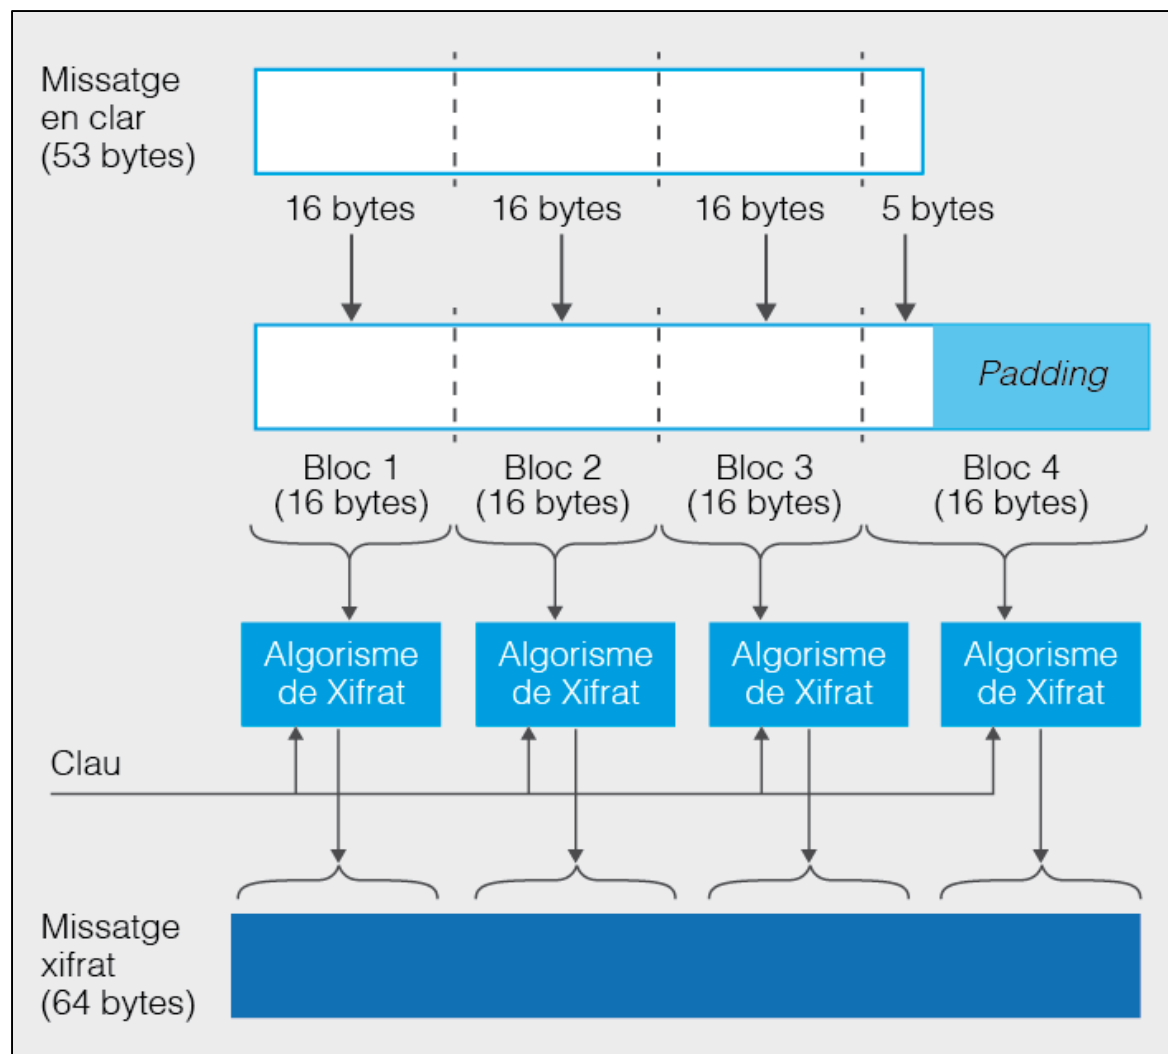 Missatge
en clar
(53 bytes)
16 bytes
16 bytes
16 bytes
5 bytes
Padding
Bloc 1
(16 bytes)
Bloc 2
(16 bytes)
Bloc 3
(16 bytes)
Bloc 4
(16 bytes)
Algorisme
de Xifrat
Algorisme
de Xifrat
Algorisme
de Xifrat
Algorisme
de Xifrat
Clau
Missatge
xifrat
(64 bytes)